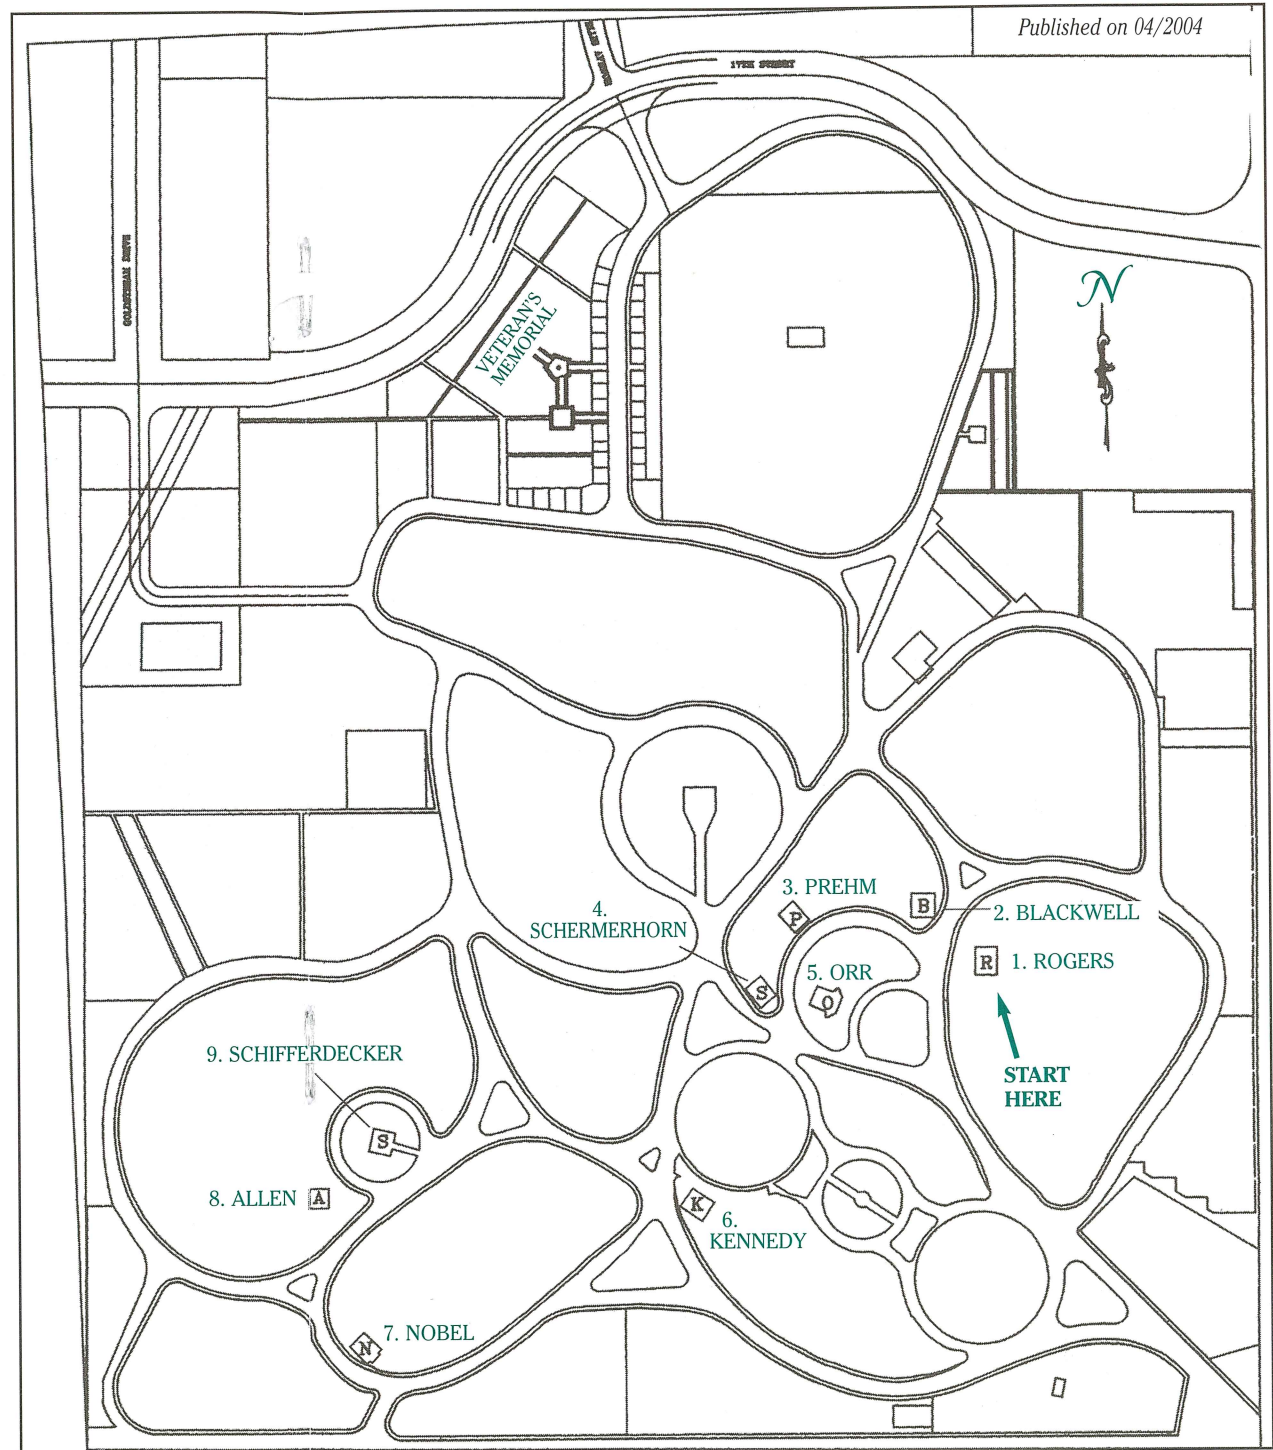 Published on 04/2004
17TH STREET
N
VETERAN'S
MEMORIAL
3. PREHM
P
B
2. BLACKWELL
4.
SCHERMERHORN
S
5. ORR
O
R
1. ROGERS
START
HERE
9. SCHIFFERDECKER
S
8. ALLEN
A
K
6.
KENNEDY
7. NOBEL
N